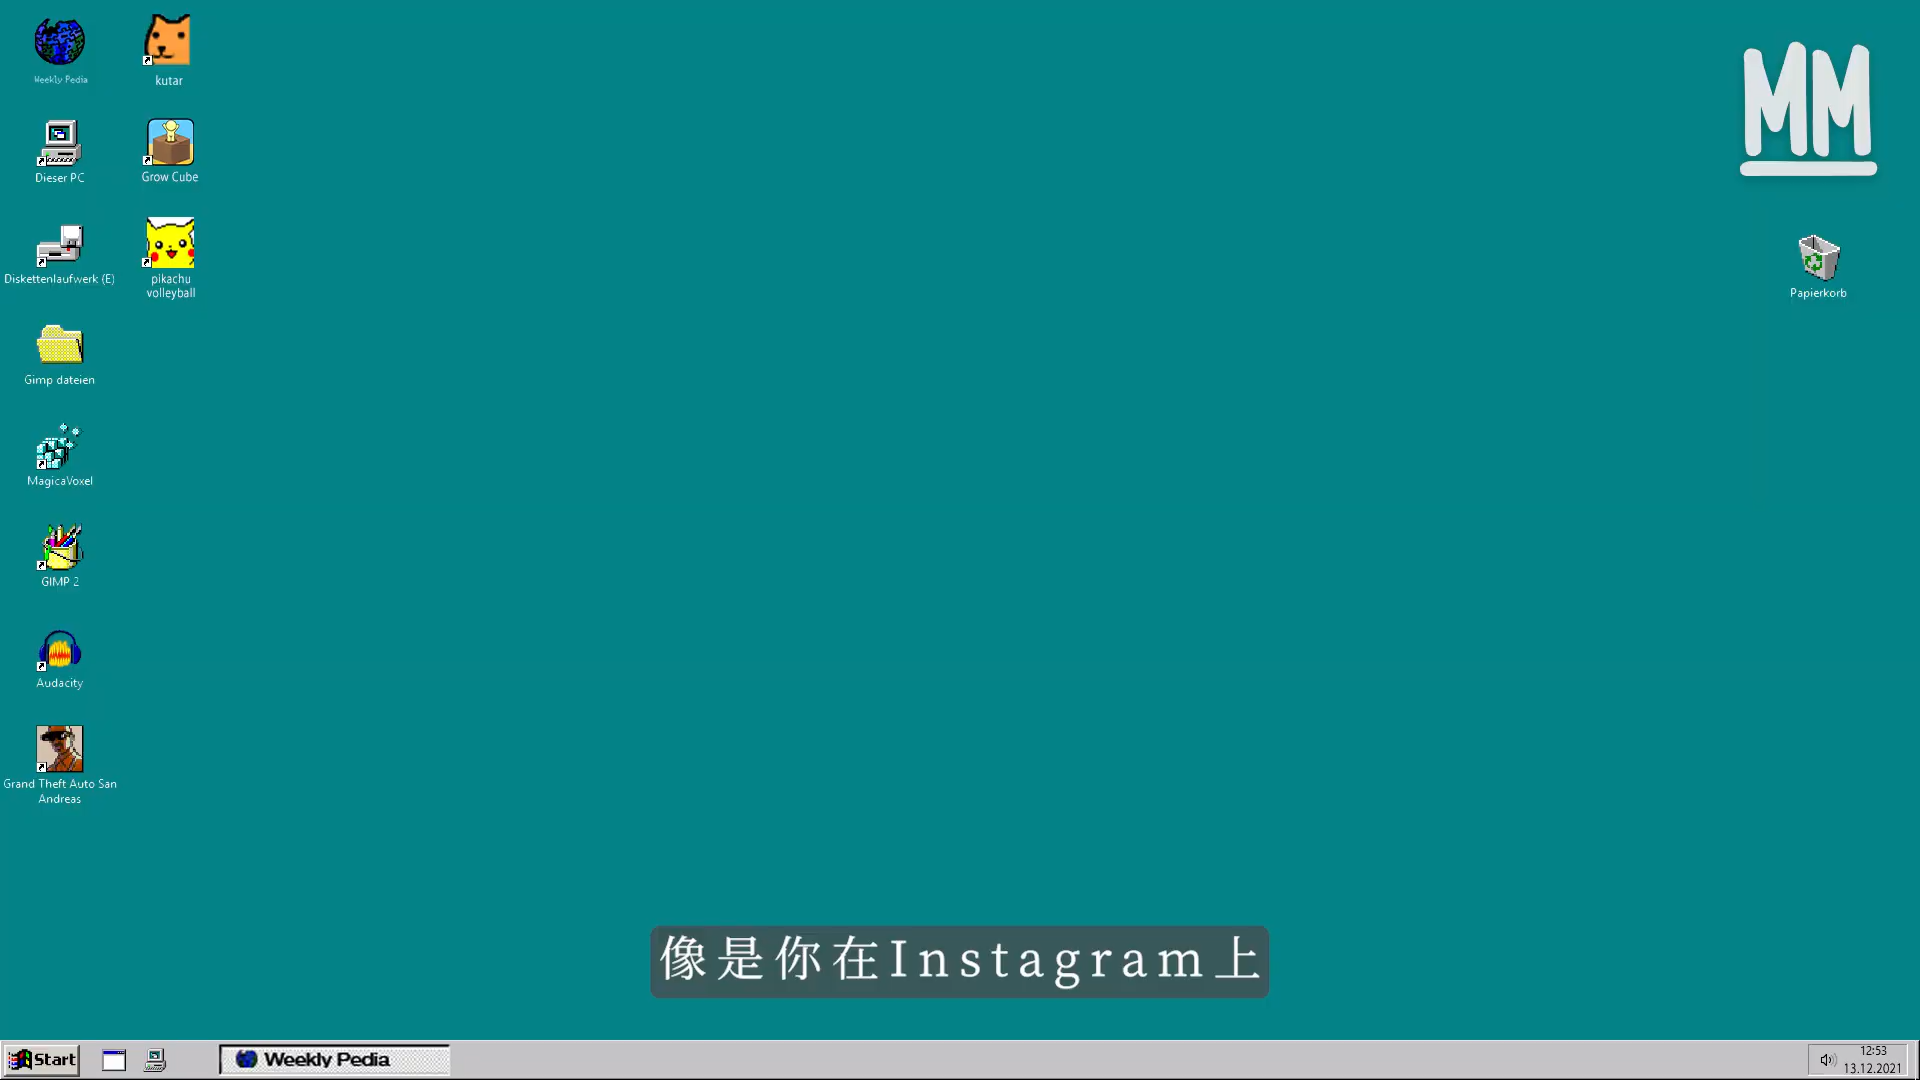 Weekly Pedia
kutar
MM
Dieser PC
Grow Cube
Diskettenlaufwerk (E)
pikachu
volleyball
Papierkorb
Gimp dateien
MagicaVoxel
GIMP 2
Audacity
Grand Theft Auto San
Andreas
像是你在Instagram上
Start
Weekly Pedia
12:53
13.12.2021